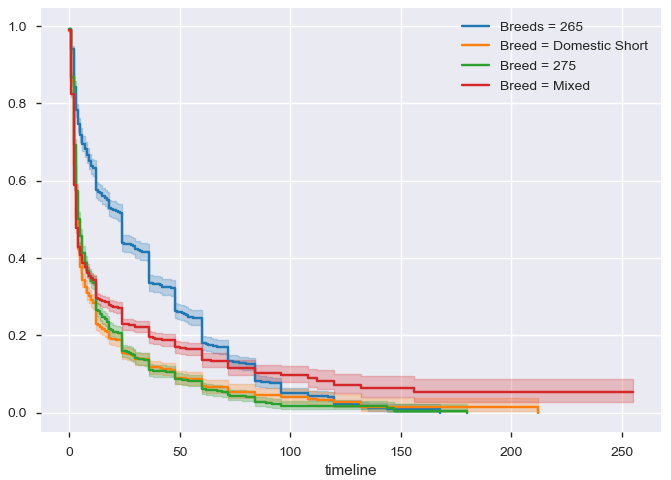 1.0
0.8
0.6
0.4
0.2
0.0
Breeds = 265
Breed = Domestic Short
Breed = 275
Breed = Mixed
0 50 100 150 200 250
timeline